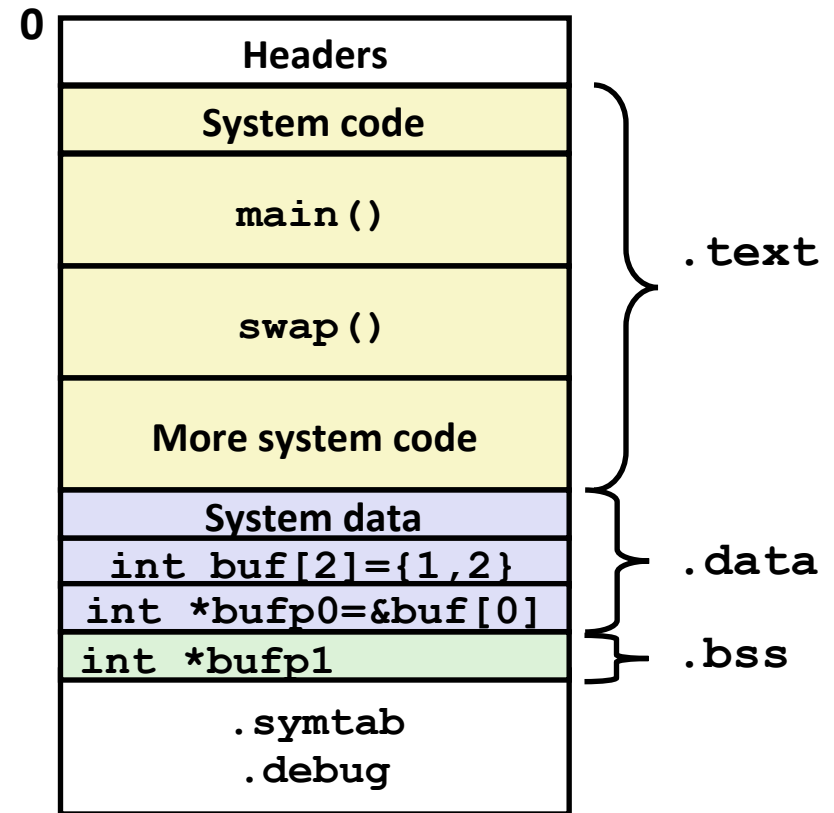 0
Headers
System code
main()
.text
swap()
More system code
System data
int buf[2]={1,2}
.data
int *bufp0=&buf[0]
int *bufp1
.bss
.symtab
.debug